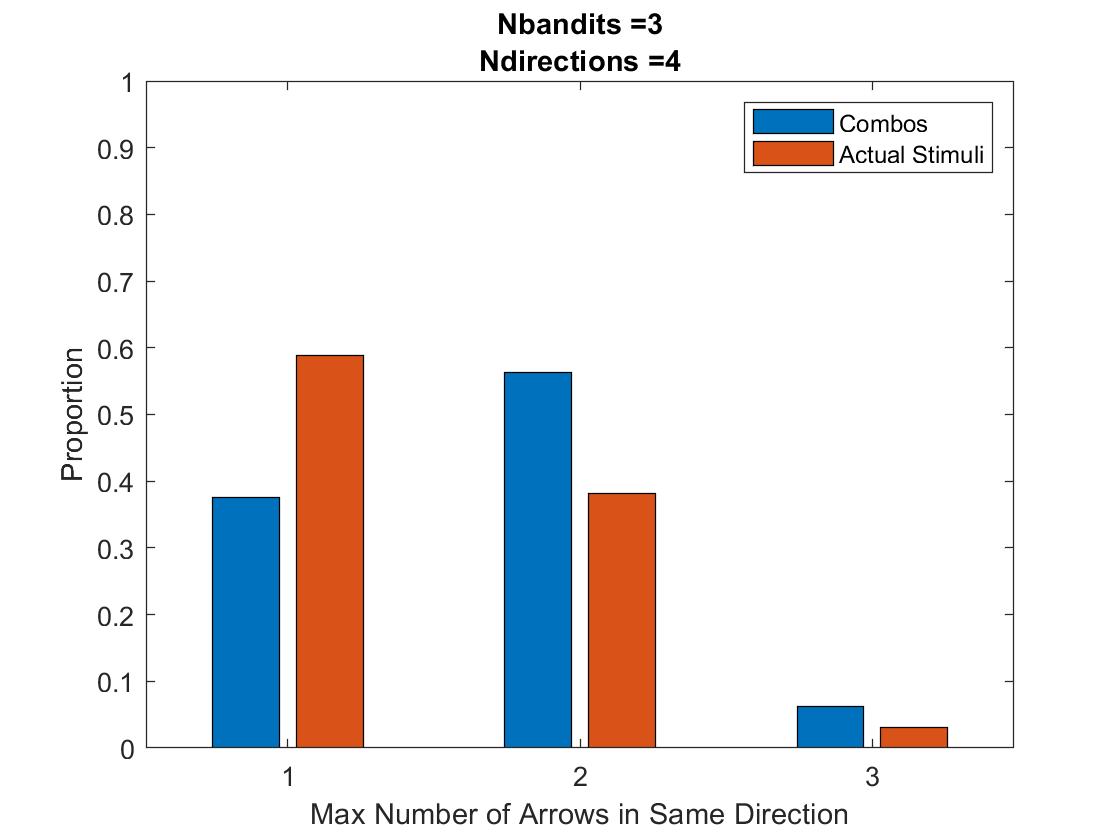 Nbandits =3
Ndirections =4
1
0.9
0.8
0.7
0.6
0.5
0.4
0.3
0.2
0.1
0
Proportion
Combos
Actual Stimuli
1 2 3
Max Number of Arrows in Same Direction